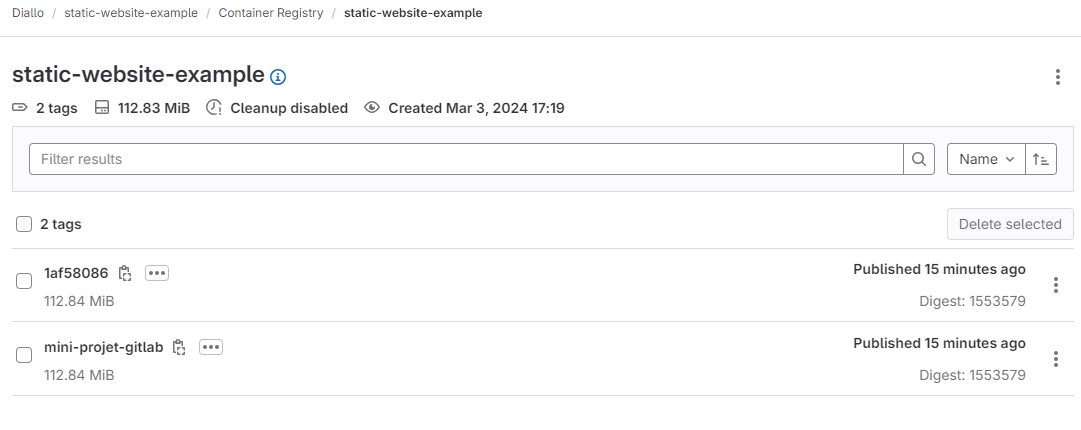 Diallo / static-website-example / Container Registry / static-website-example
static-website-example
2 tags 112.83 MiB Cleanup disabled Created Mar 3, 2024 17:19
Filter results Name
2 tags Delete selected
1af58086 Published 15 minutes ago
112.84 MiB Digest: 1553579
mini-projet-gitlab Published 15 minutes ago
112.84 MiB Digest: 1553579